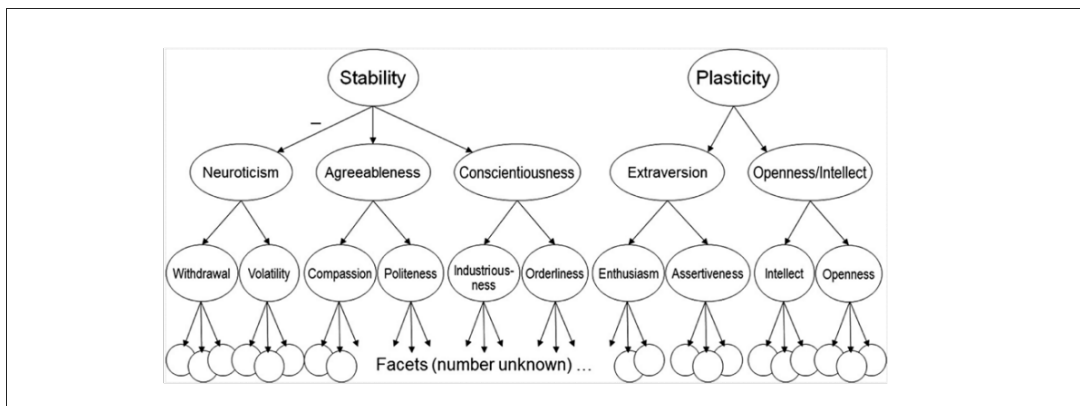 Stability
Plasticity
–
Neuroticism
Agreeableness
Conscientiousness
Extraversion
Openness/Intellect
Withdrawal
Volatility
Compassion
Politeness
Industrious-
ness
Orderliness
Enthusiasm
Assertiveness
Intellect
Openness
Facets (number unknown) ...